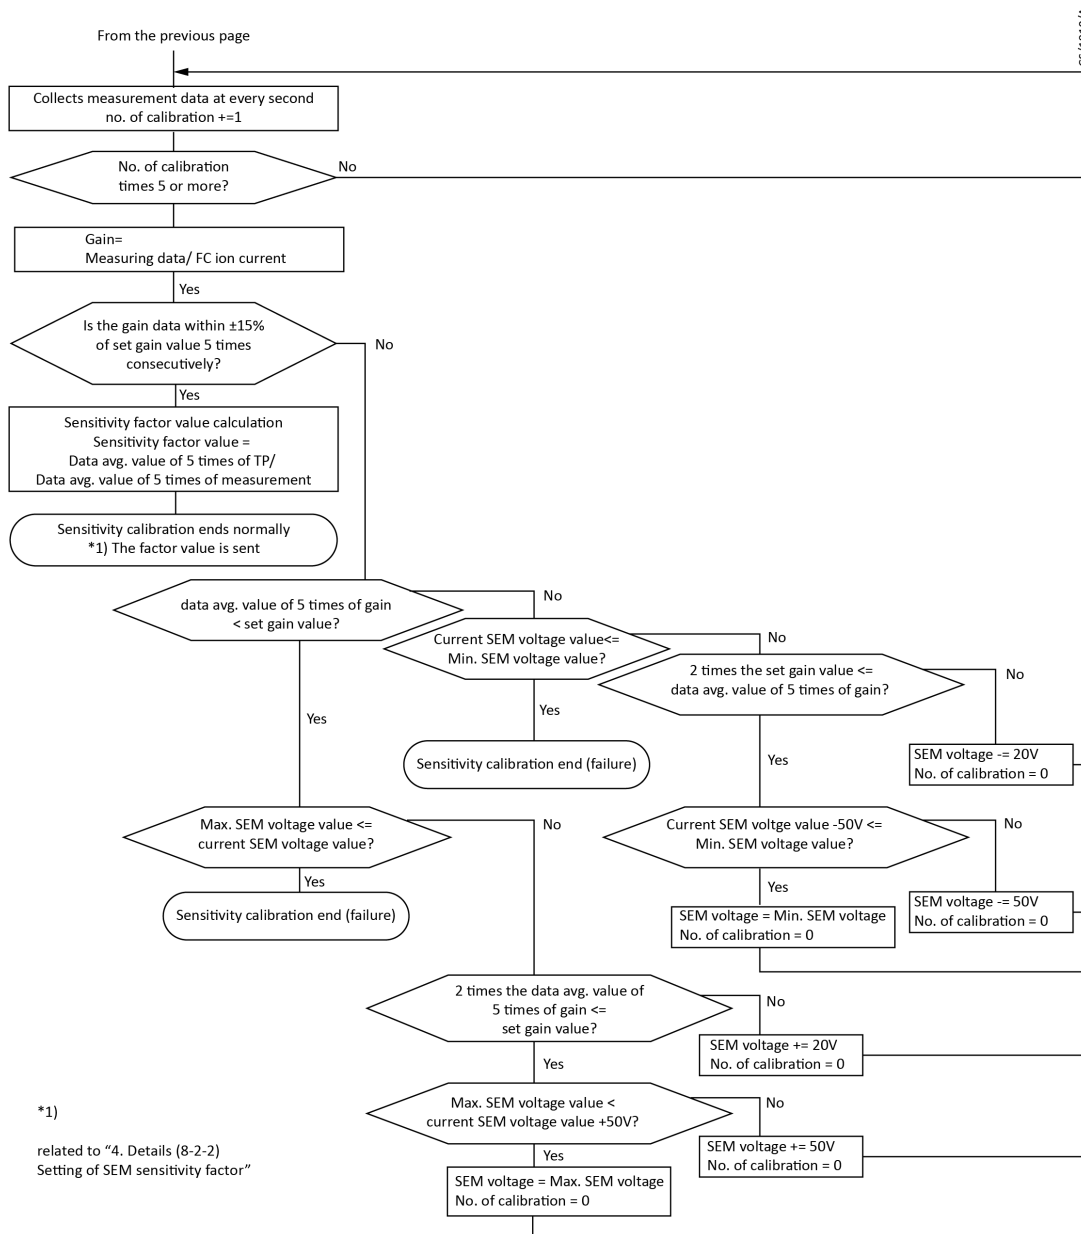 From the previous page
Collects measurement data at every second
no. of calibration +=1
No. of calibration
times 5 or more?
No
Gain=
Measuring data/ FC ion current
Yes
Is the gain data within ±15%
of set gain value 5 times
consecutively?
No
Yes
Sensitivity factor value calculation
Sensitivity factor value =
Data avg. value of 5 times of TP/
Data avg. value of 5 times of measurement
Sensitivity calibration ends normally
*1) The factor value is sent
data avg. value of 5 times of gain
< set gain value?
No
Current SEM voltage value<=
Min. SEM voltage value?
No
2 times the set gain value <=
data avg. value of 5 times of gain?
No
Yes
Yes
Sensitivity calibration end (failure)
Yes
SEM voltage -= 20V
No. of calibration = 0
Max. SEM voltage value <=
current SEM voltage value?
No
Current SEM voltge value -50V <=
Min. SEM voltage value?
No
Yes
Sensitivity calibration end (failure)
Yes
SEM voltage = Min. SEM voltage
No. of calibration = 0
SEM voltage -= 50V
No. of calibration = 0
2 times the data avg. value of
5 times of gain <=
set gain value?
No
SEM voltage += 20V
No. of calibration = 0
Yes
Max. SEM voltage value <
current SEM voltage value +50V?
No
SEM voltage += 50V
No. of calibration = 0
Yes
SEM voltage = Max. SEM voltage
No. of calibration = 0
*1)
related to “4. Details (8-2-2)
Setting of SEM sensitivity factor”